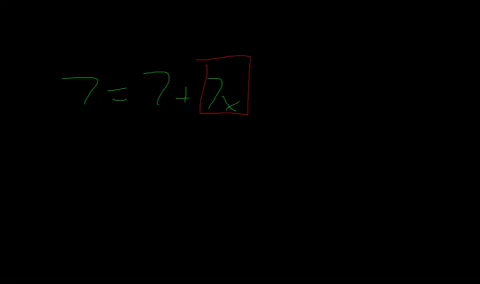 7 = 7 + 7x